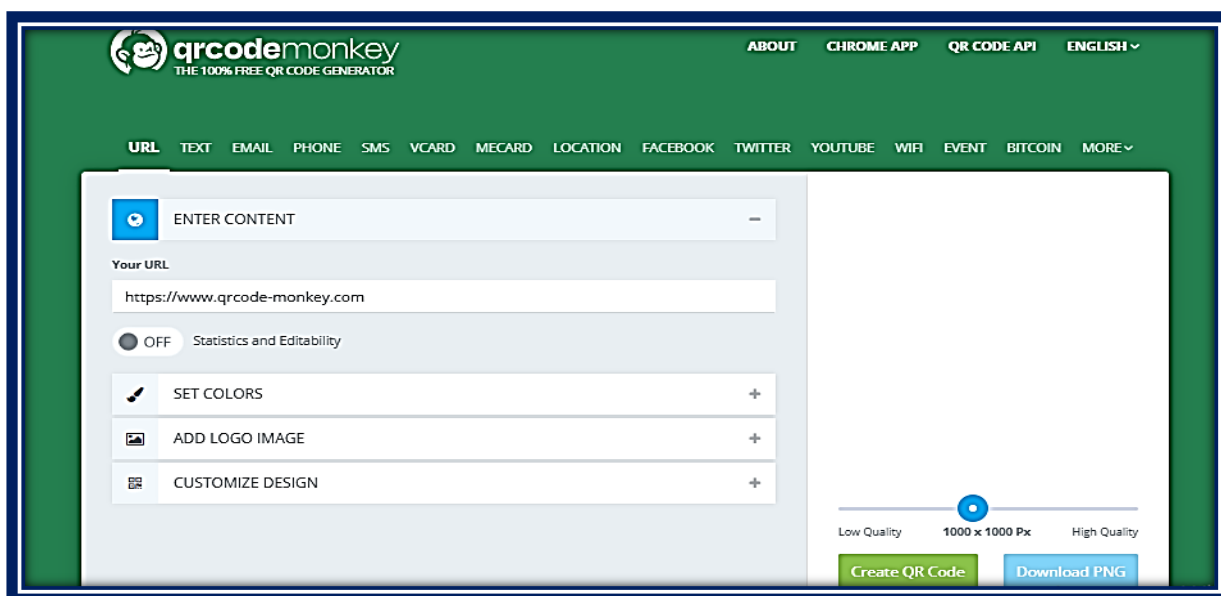 qrcodemonkey
THE 100% FREE QR CODE GENERATOR
ABOUT CHROME APP QR CODE API ENGLISH
URL TEXT EMAIL PHONE SMS VCARD MECARD LOCATION FACEBOOK TWITTER YOUTUBE WIFI EVENT BITCOIN MORE
ENTER CONTENT
Your URL
https://www.qrcode-monkey.com
OFF Statistics and Editability
SET COLORS
ADD LOGO IMAGE
CUSTOMIZE DESIGN
Low Quality 1000 x 1000 Px High Quality
Create QR Code Download PNG